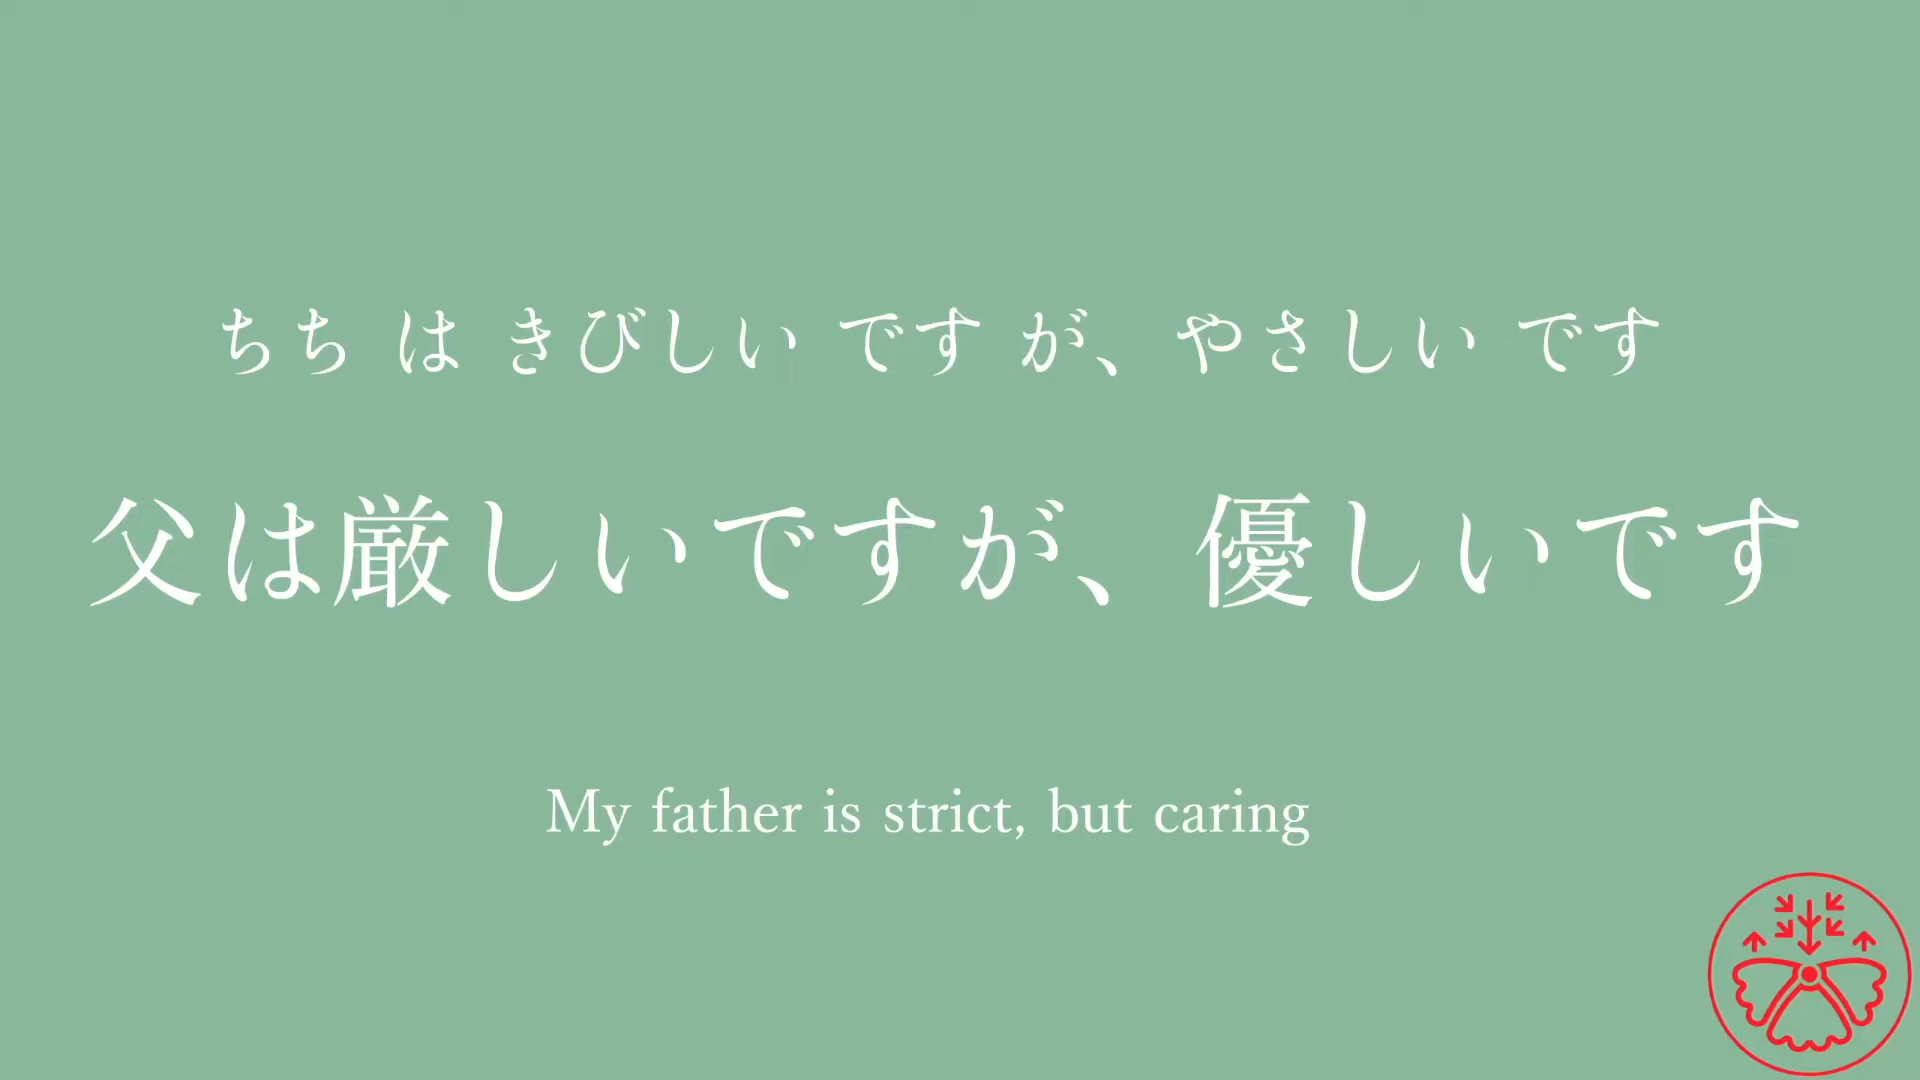 ちち は きびしい です が、 やさしい です
父は厳しいですが、優しいです
My father is strict, but caring